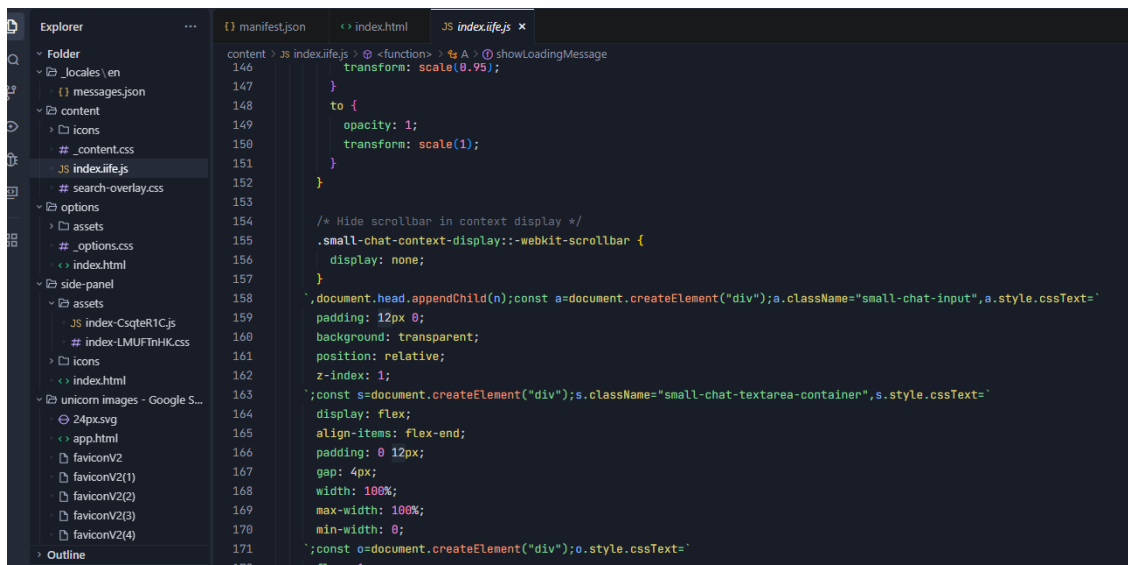 Explorer ···
Folder
_locales\en
{} messages.json
content
icons
# _content.css
JS index.iife.js
# search-overlay.css
options
assets
# _options.css
<> index.html
side-panel
assets
JS index-CsqteR1C.js
# index-LMUFTnHK.css
icons
<> index.html
unicorn images - Google S...
24px.svg
<> app.html
faviconV2
faviconV2(1)
faviconV2(2)
faviconV2(3)
faviconV2(4)
Outline
{} manifest.json <> index.html JS index.iife.js ×
content > JS index.iife.js > <function> > A > showLoadingMessage
146 transform: scale(0.95);
147 }
148 to {
149 opacity: 1;
150 transform: scale(1);
151 }
152 }
153
154 /* Hide scrollbar in context display */
155 .small-chat-context-display::-webkit-scrollbar {
156 display: none;
157 }
158 `,document.head.appendChild(n);const a=document.createElement("div");a.className="small-chat-input",a.style.cssText=`
159 padding: 12px 0;
160 background: transparent;
161 position: relative;
162 z-index: 1;
163 `;const s=document.createElement("div");s.className="small-chat-textarea-container",s.style.cssText=`
164 display: flex;
165 align-items: flex-end;
166 padding: 0 12px;
167 gap: 4px;
168 width: 100%;
169 max-width: 100%;
170 min-width: 0;
171 `;const o=document.createElement("div");o.style.cssText=`